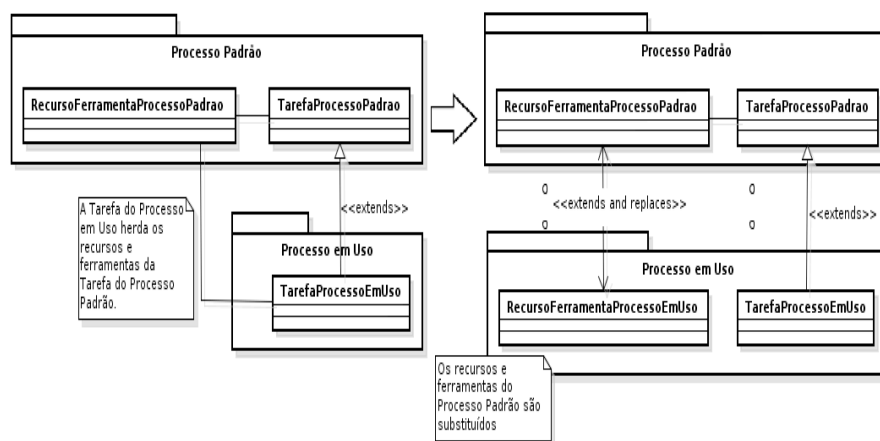 Processo Padrão
RecursoFerramentaProcessoPadrao
TarefaProcessoPadrao
A Tarefa do Processo
em Uso herda os
recursos e
ferramentas da
Tarefa do Processo
Padrão.
<<extends>>
Processo em Uso
TarefaProcessoEmUso
Processo Padrão
RecursoFerramentaProcessoPadrao
TarefaProcessoPadrao
<<extends and replaces>>
<<extends>>
Processo em Uso
RecursoFerramentaProcessoEmUso
TarefaProcessoEmUso
Os recursos e
ferramentas do
Processo Padrão são
substituídos